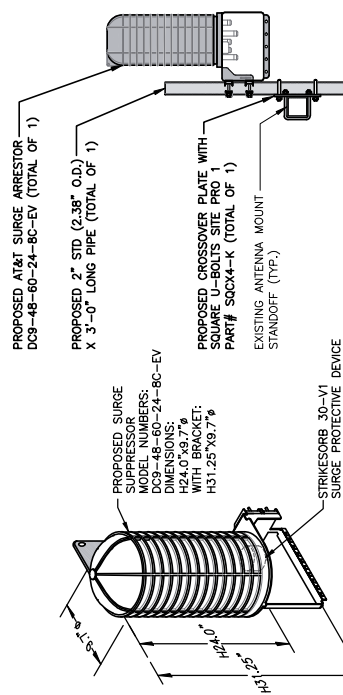 PROPOSED AT&T SURGE ARRESTOR
DC9-48-60-24-8C-EV (TOTAL OF 1)
PROPOSED 2" STD (2.38" O.D.)
X 3'-0" LONG PIPE (TOTAL OF 1)
PROPOSED CROSSOVER PLATE WITH
SQUARE U-BOLTS SITE PRO 1
PART# SQCX4-K (TOTAL OF 1)
EXISTING ANTENNA MOUNT
STANDOFF (TYP.)
PROPOSED SURGE
SUPPRESSOR
MODEL NUMBERS:
DC9-48-60-24-8C-EV
DIMENSIONS:
H24.0"x9.7"ø
WITH BRACKET:
H31.25"X9.7"ø
STRIKESORB 30-V1
SURGE PROTECTIVE DEVICE
9.7" ø
H24.0"
H31.25"